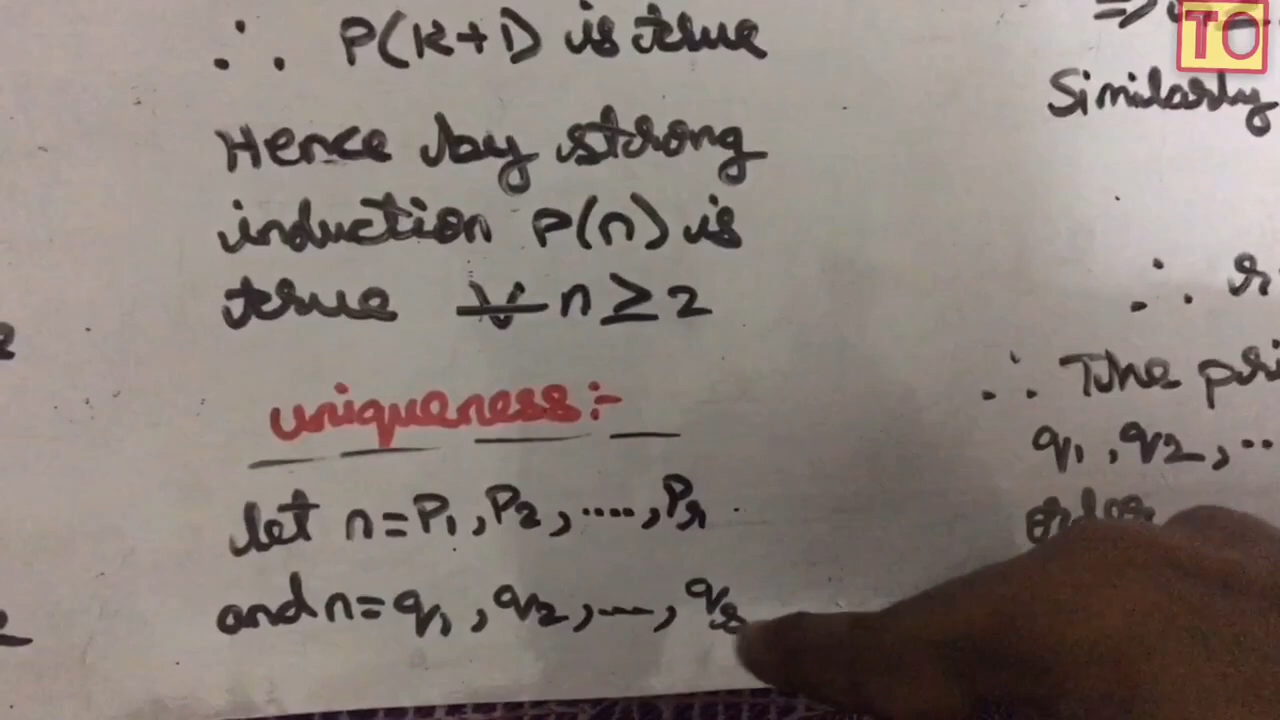 ∴ P(k+1) is true
Hence by strong
induction P(n) is
true ∀ n ≥ 2
uniqueness:-
let n = P₁, P₂, ...., Pᵣ.
and n = q₁, q₂, ...., qₛ
TO
Similarly
∴ r
∴ The pri
q₁, q₂, ..